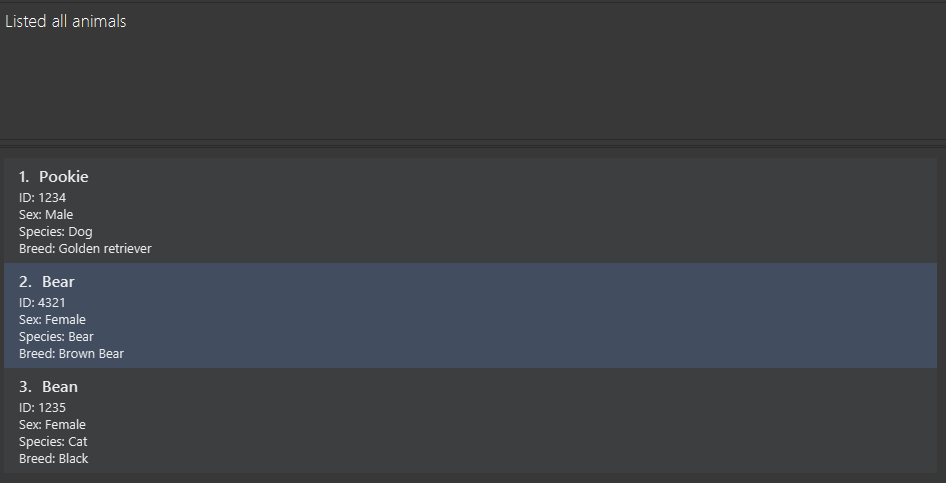 Listed all animals
1. Pookie
ID: 1234
Sex: Male
Species: Dog
Breed: Golden retriever
2. Bear
ID: 4321
Sex: Female
Species: Bear
Breed: Brown Bear
3. Bean
ID: 1235
Sex: Female
Species: Cat
Breed: Black